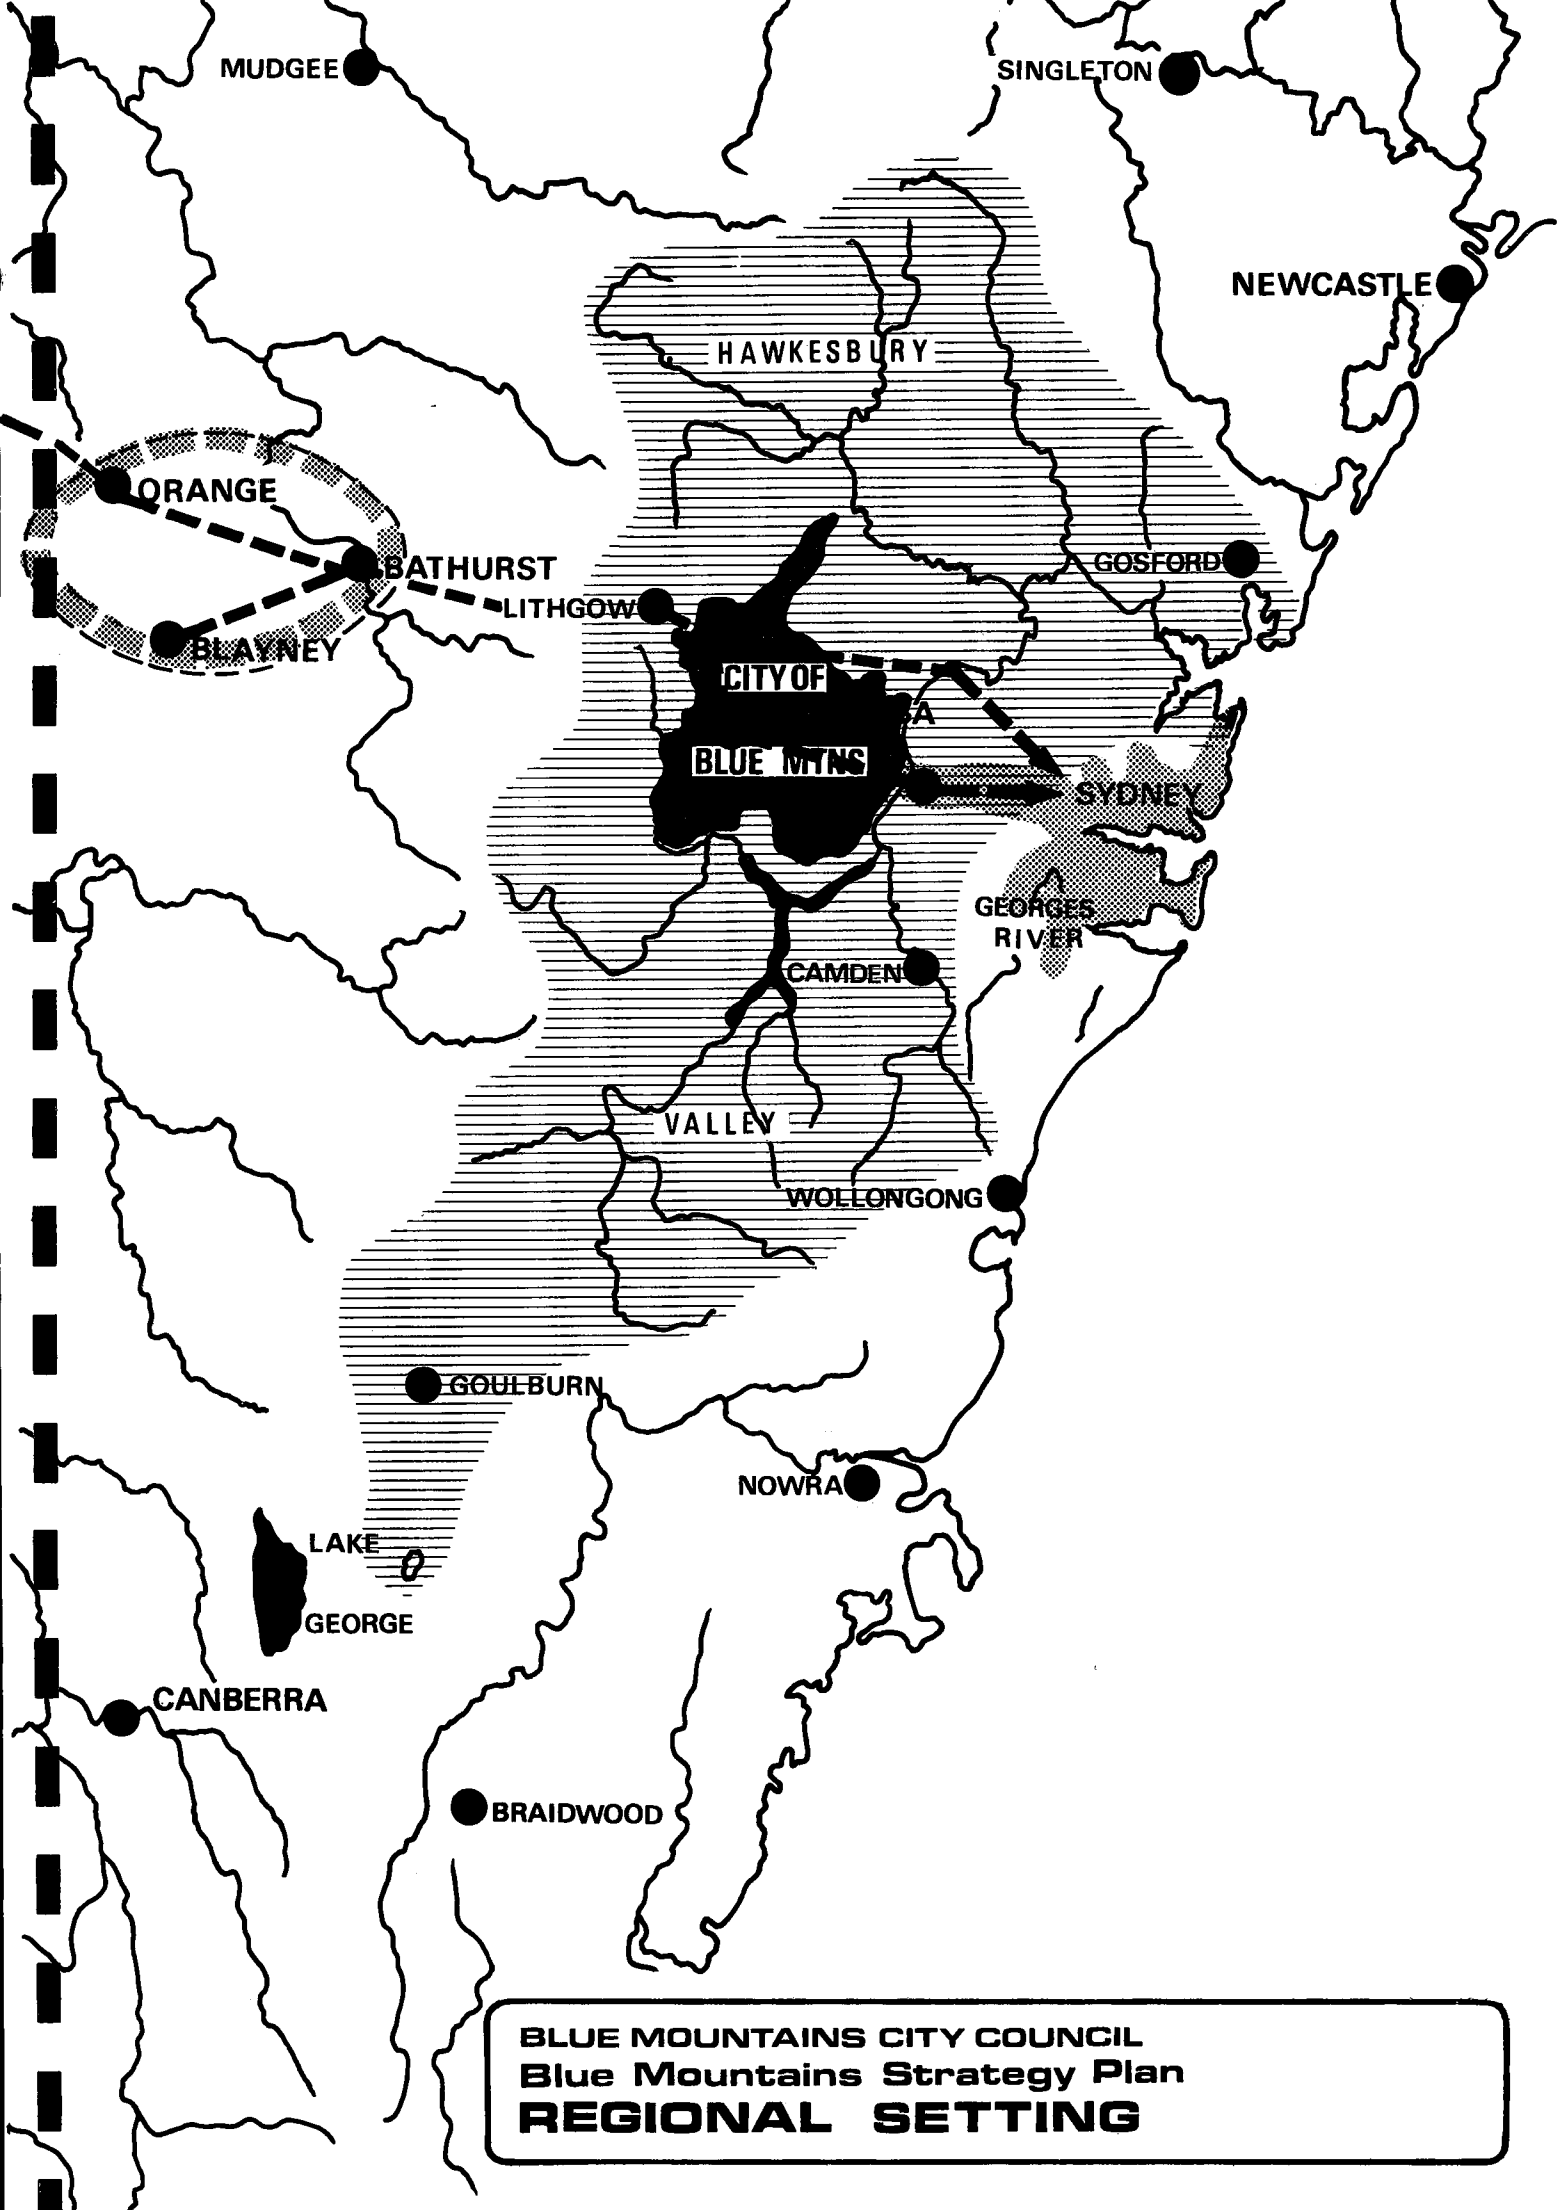 MUDGEE
SINGLETON
NEWCASTLE
HAWKESBURY
ORANGE
GOSFORD
BATHURST
LITHGOW
BLAYNEY
CITY OF
BLUE MTNS
SYDNEY
GEORGES
RIVER
CAMDEN
VALLEY
WOLLONGONG
GOULBURN
NOWRA
LAKE
GEORGE
CANBERRA
BRAIDWOOD
BLUE MOUNTAINS CITY COUNCIL
Blue Mountains Strategy Plan
REGIONAL SETTING